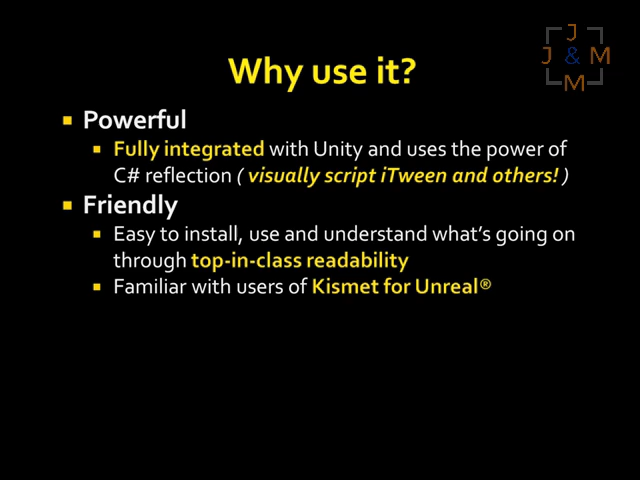 Why use it?
J
J & M
M
Powerful
Fully integrated with Unity and uses the power of
C# reflection ( visually script iTween and others! )
Friendly
Easy to install, use and understand what's going on
through top-in-class readability
Familiar with users of Kismet for Unreal®